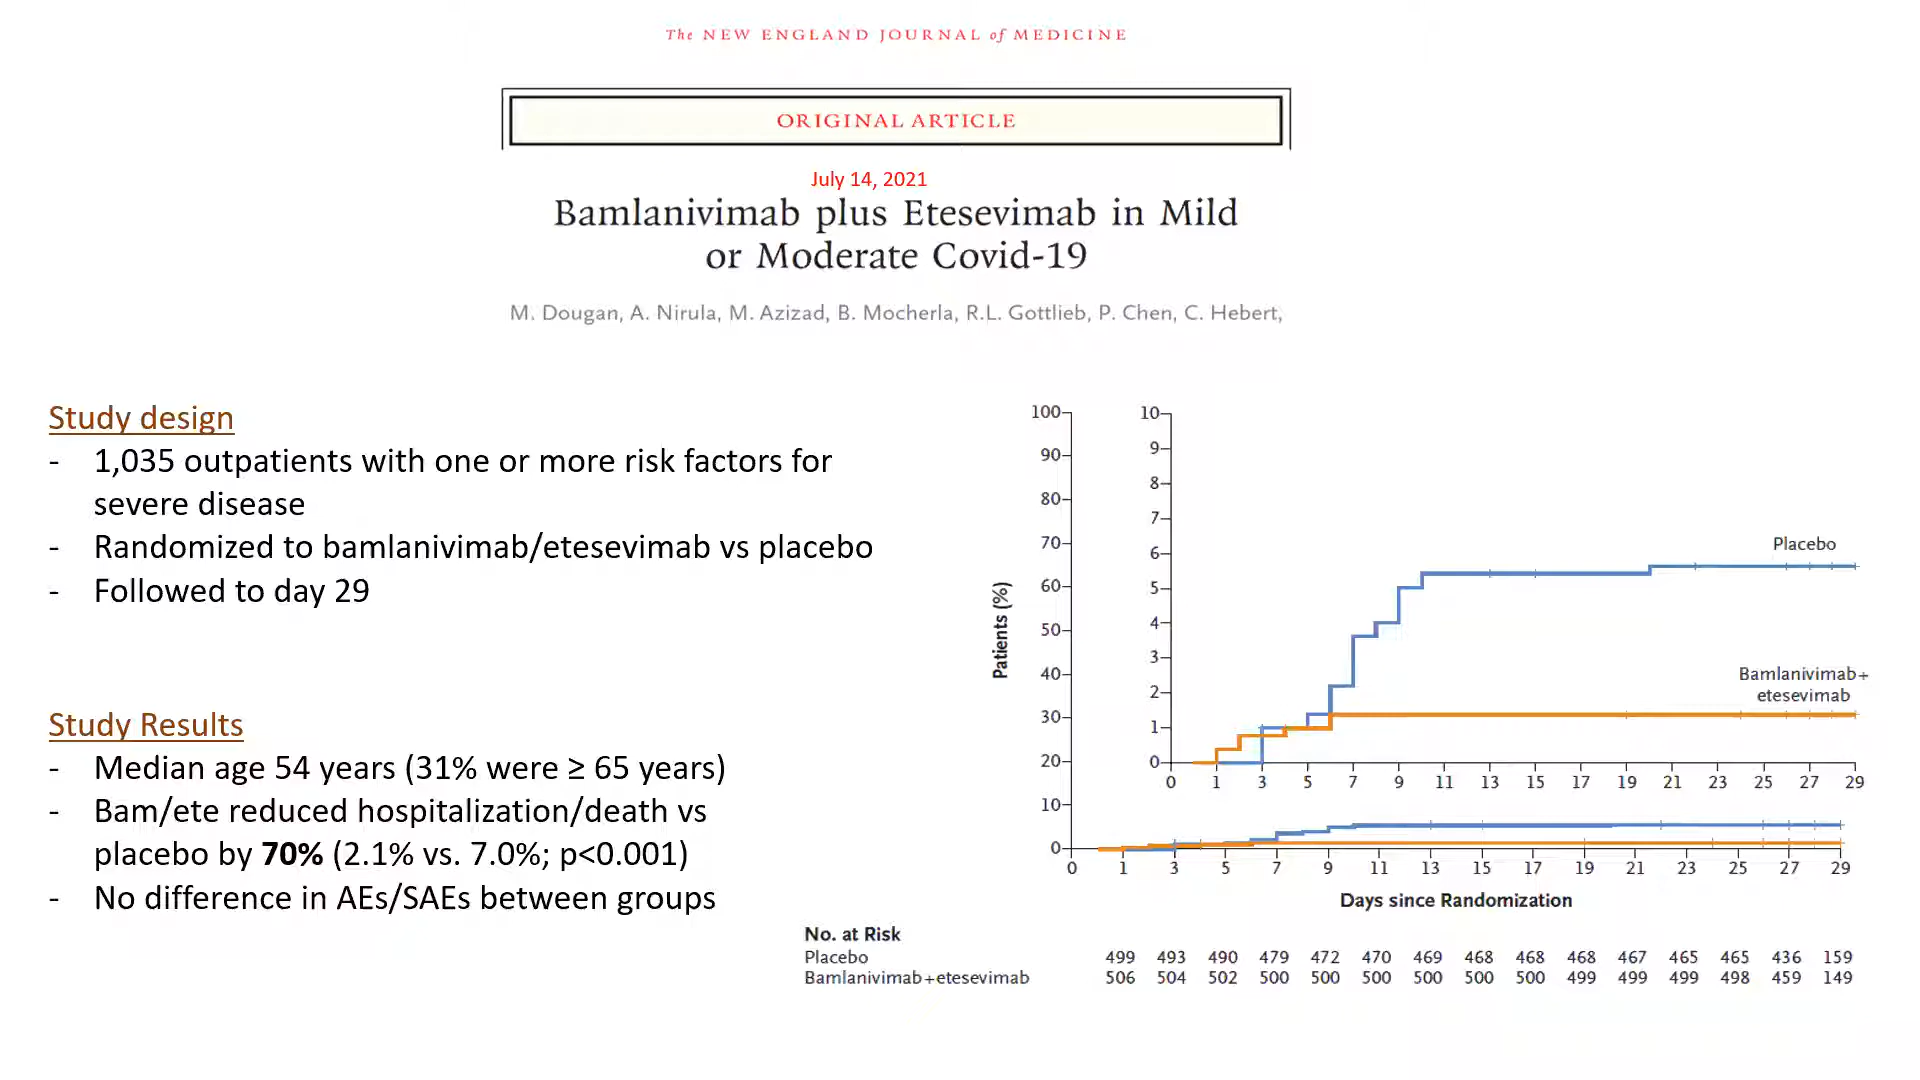 The NEW ENGLAND JOURNAL of MEDICINE
ORIGINAL ARTICLE
July 14, 2021
Bamlanivimab plus Etesevimab in Mild
or Moderate Covid-19
M. Dougan, A. Nirula, M. Azizad, B. Mocherla, R.L. Gottlieb, P. Chen, C. Hebert,
Study design
- 1,035 outpatients with one or more risk factors for
severe disease
- Randomized to bamlanivimab/etesevimab vs placebo
- Followed to day 29
Study Results
- Median age 54 years (31% were ≥ 65 years)
- Bam/ete reduced hospitalization/death vs
placebo by 70% (2.1% vs. 7.0%; p<0.001)
- No difference in AEs/SAEs between groups
Patients (%)
100
90
80
70
60
50
40
30
20
10
0
10
9
8
7
6
5
4
3
2
1
0
Placebo
Bamlanivimab+
etesevimab
0 1 3 5 7 9 11 13 15 17 19 21 23 25 27 29
0 1 3 5 7 9 11 13 15 17 19 21 23 25 27 29
Days since Randomization
No. at Risk
Placebo 499 493 490 479 472 470 469 468 468 468 467 465 465 436 159
Bamlanivimab+etesevimab 506 504 502 500 500 500 500 500 500 499 499 499 498 459 149